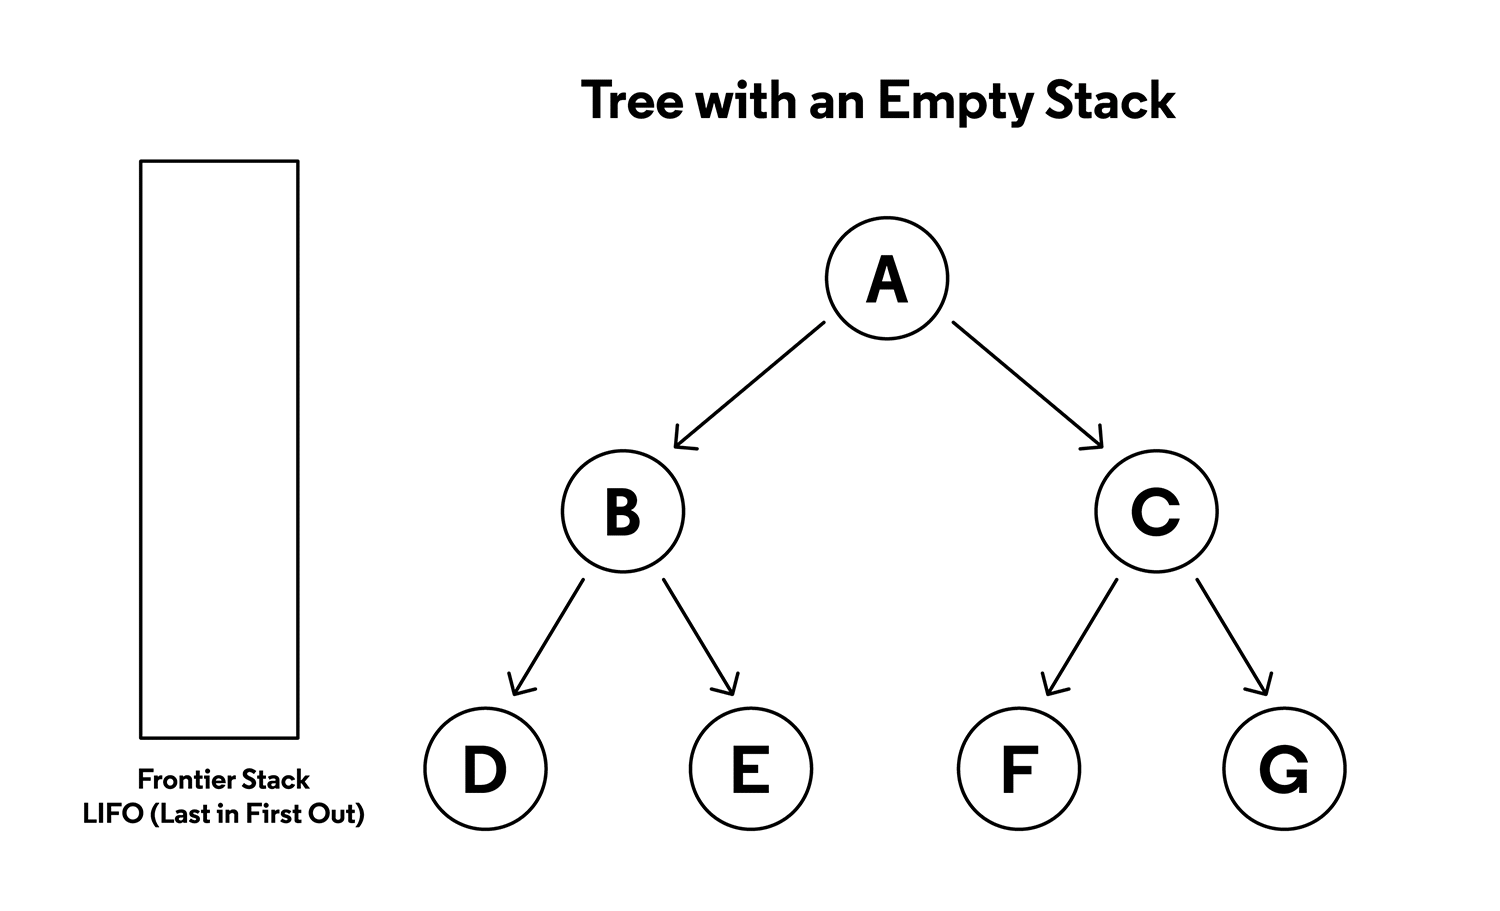 Tree with an Empty Stack
A
B
C
D
E
F
G
Frontier Stack
LIFO (Last in First Out)